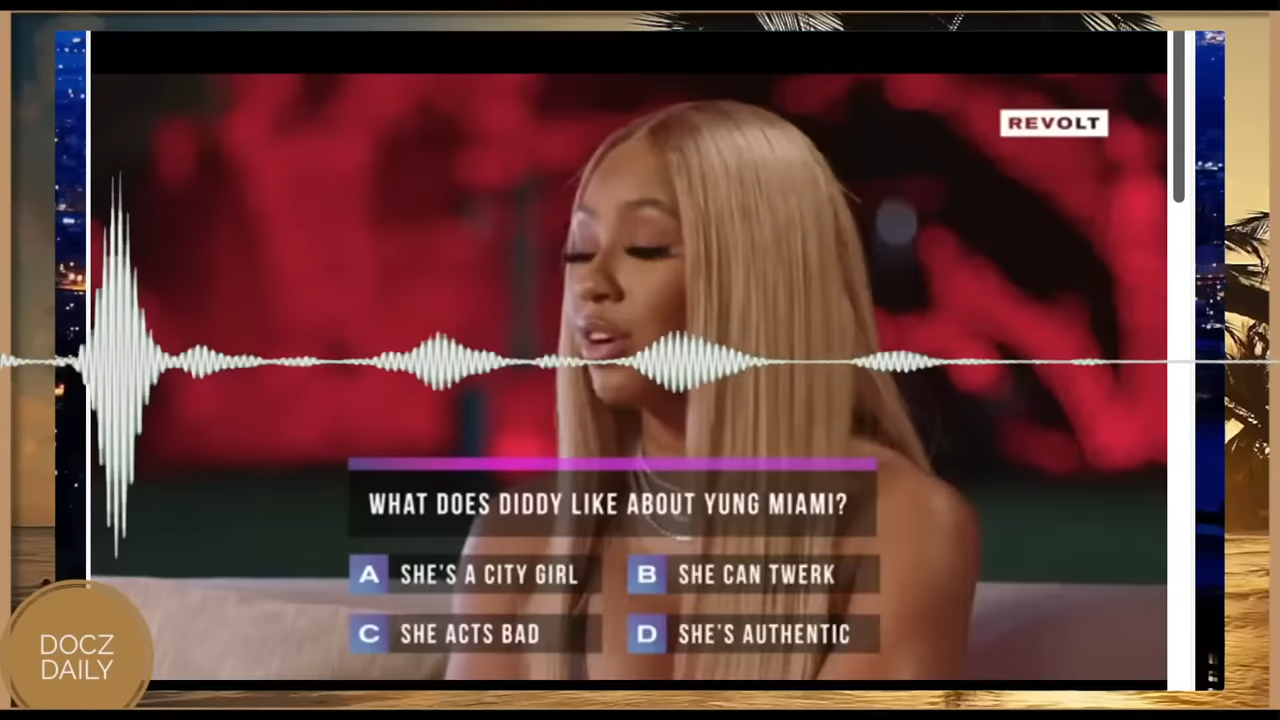 REVOLT
WHAT DOES DIDDY LIKE ABOUT YUNG MIAMI?
A SHE'S A CITY GIRL
B SHE CAN TWERK
C SHE ACTS BAD
D SHE'S AUTHENTIC
DOCZ
DAILY